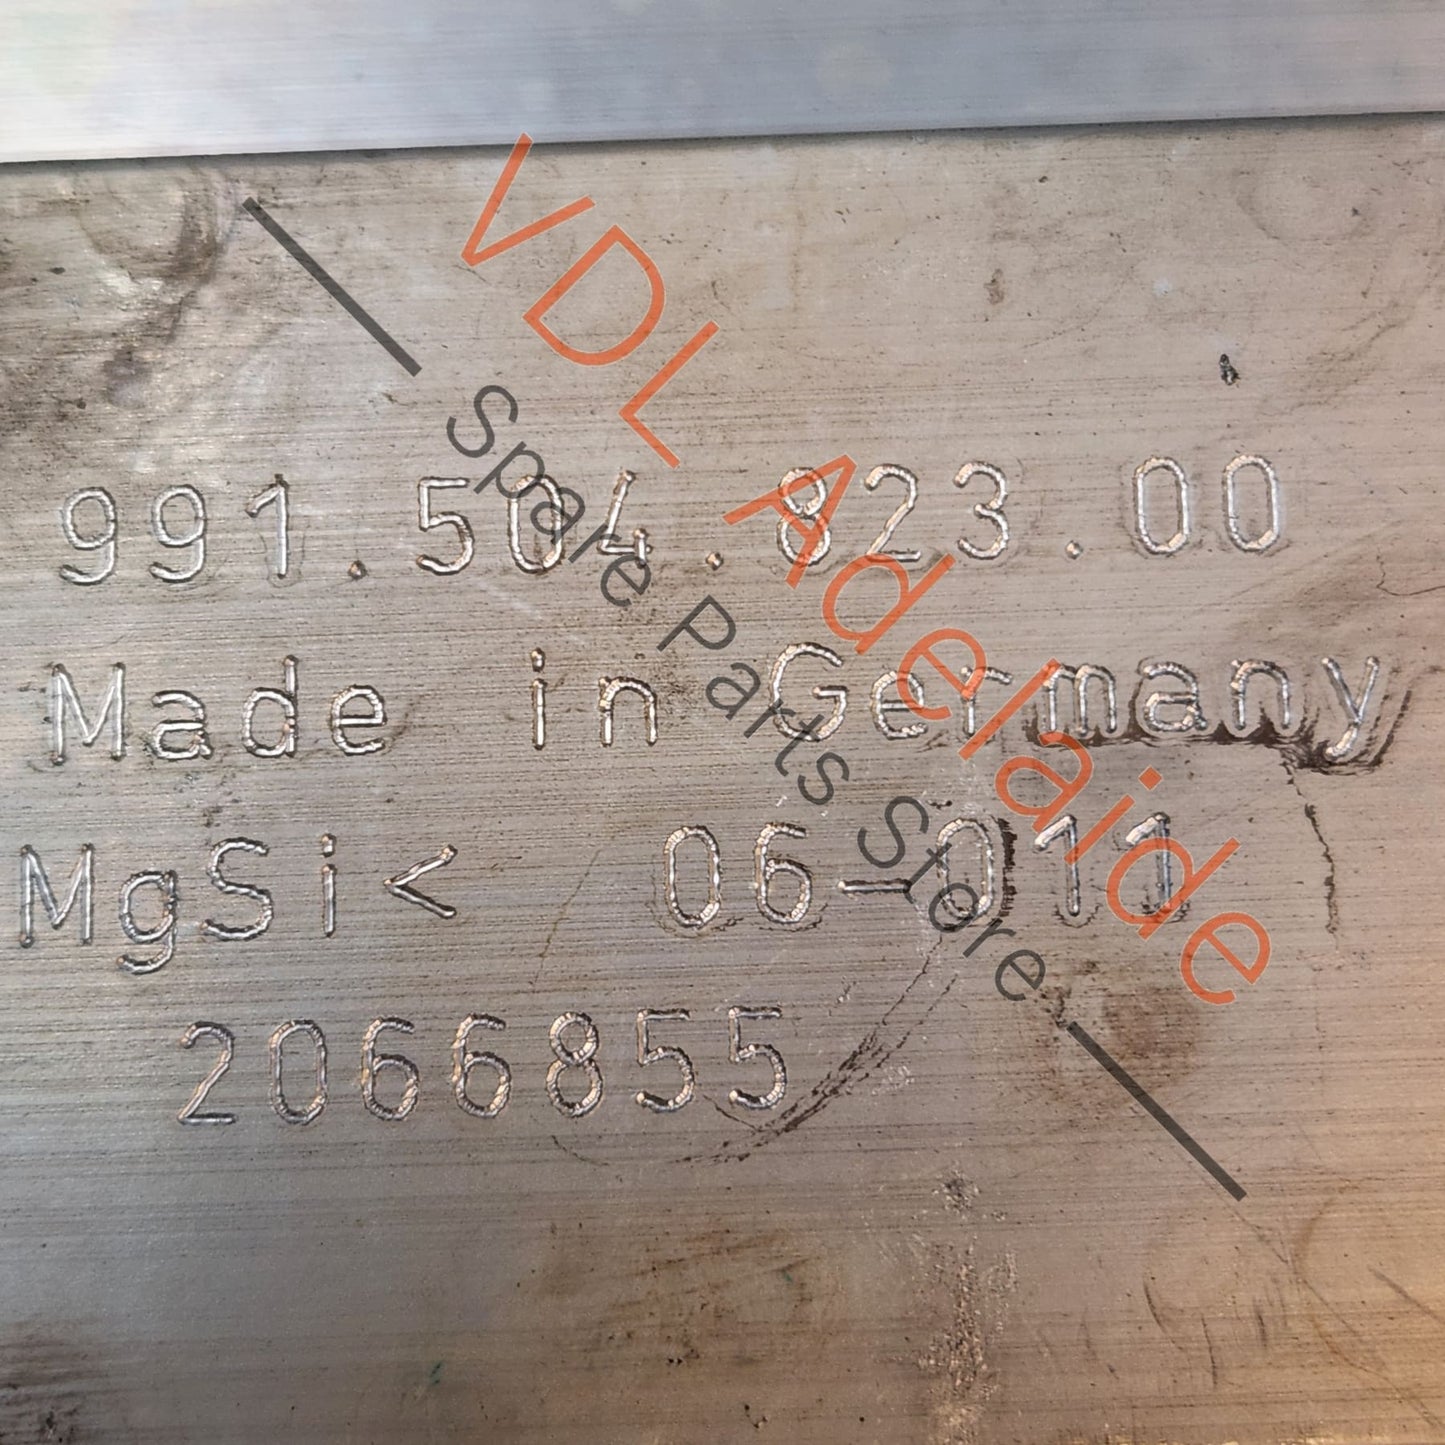 991.504.823.00
Made in Germany
MgSi< 06-011
2066855
VDL Adelaide
Spare Parts Store